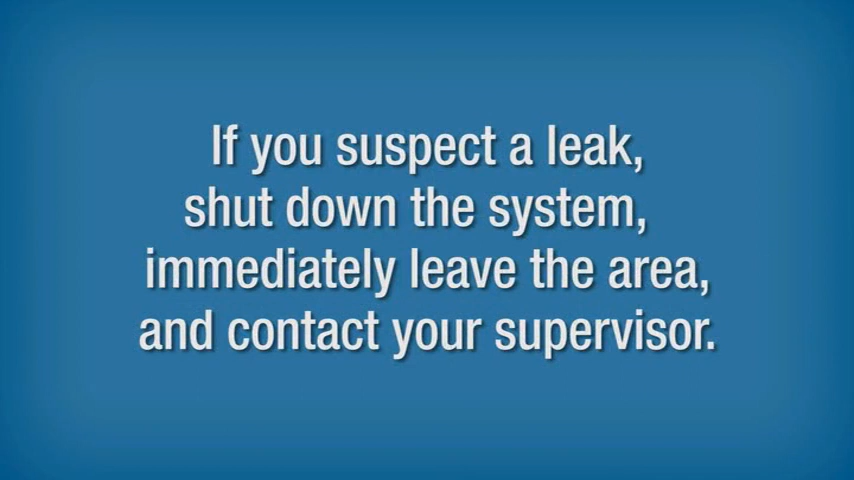 If you suspect a leak,
shut down the system,
immediately leave the area,
and contact your supervisor.